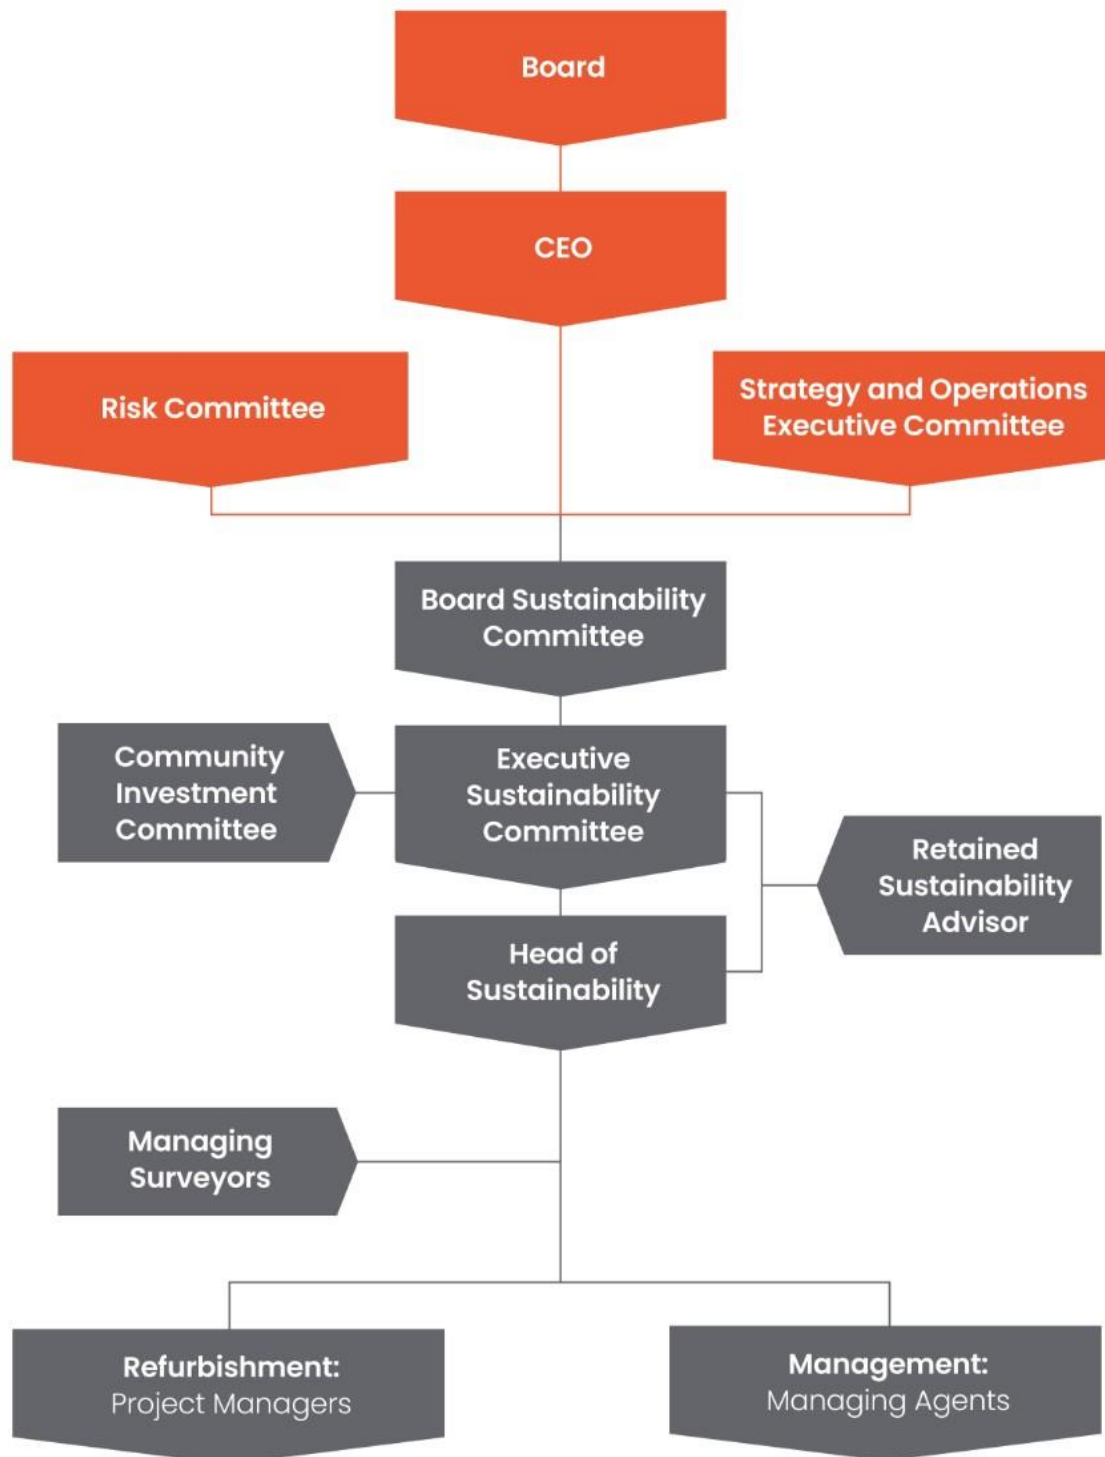 Board
CEO
Risk Committee
Strategy and Operations
Executive Committee
Board Sustainability
Committee
Community
Investment
Committee
Executive
Sustainability
Committee
Retained
Sustainability
Advisor
Head of
Sustainability
Managing
Surveyors
Refurbishment:
Project Managers
Management:
Managing Agents